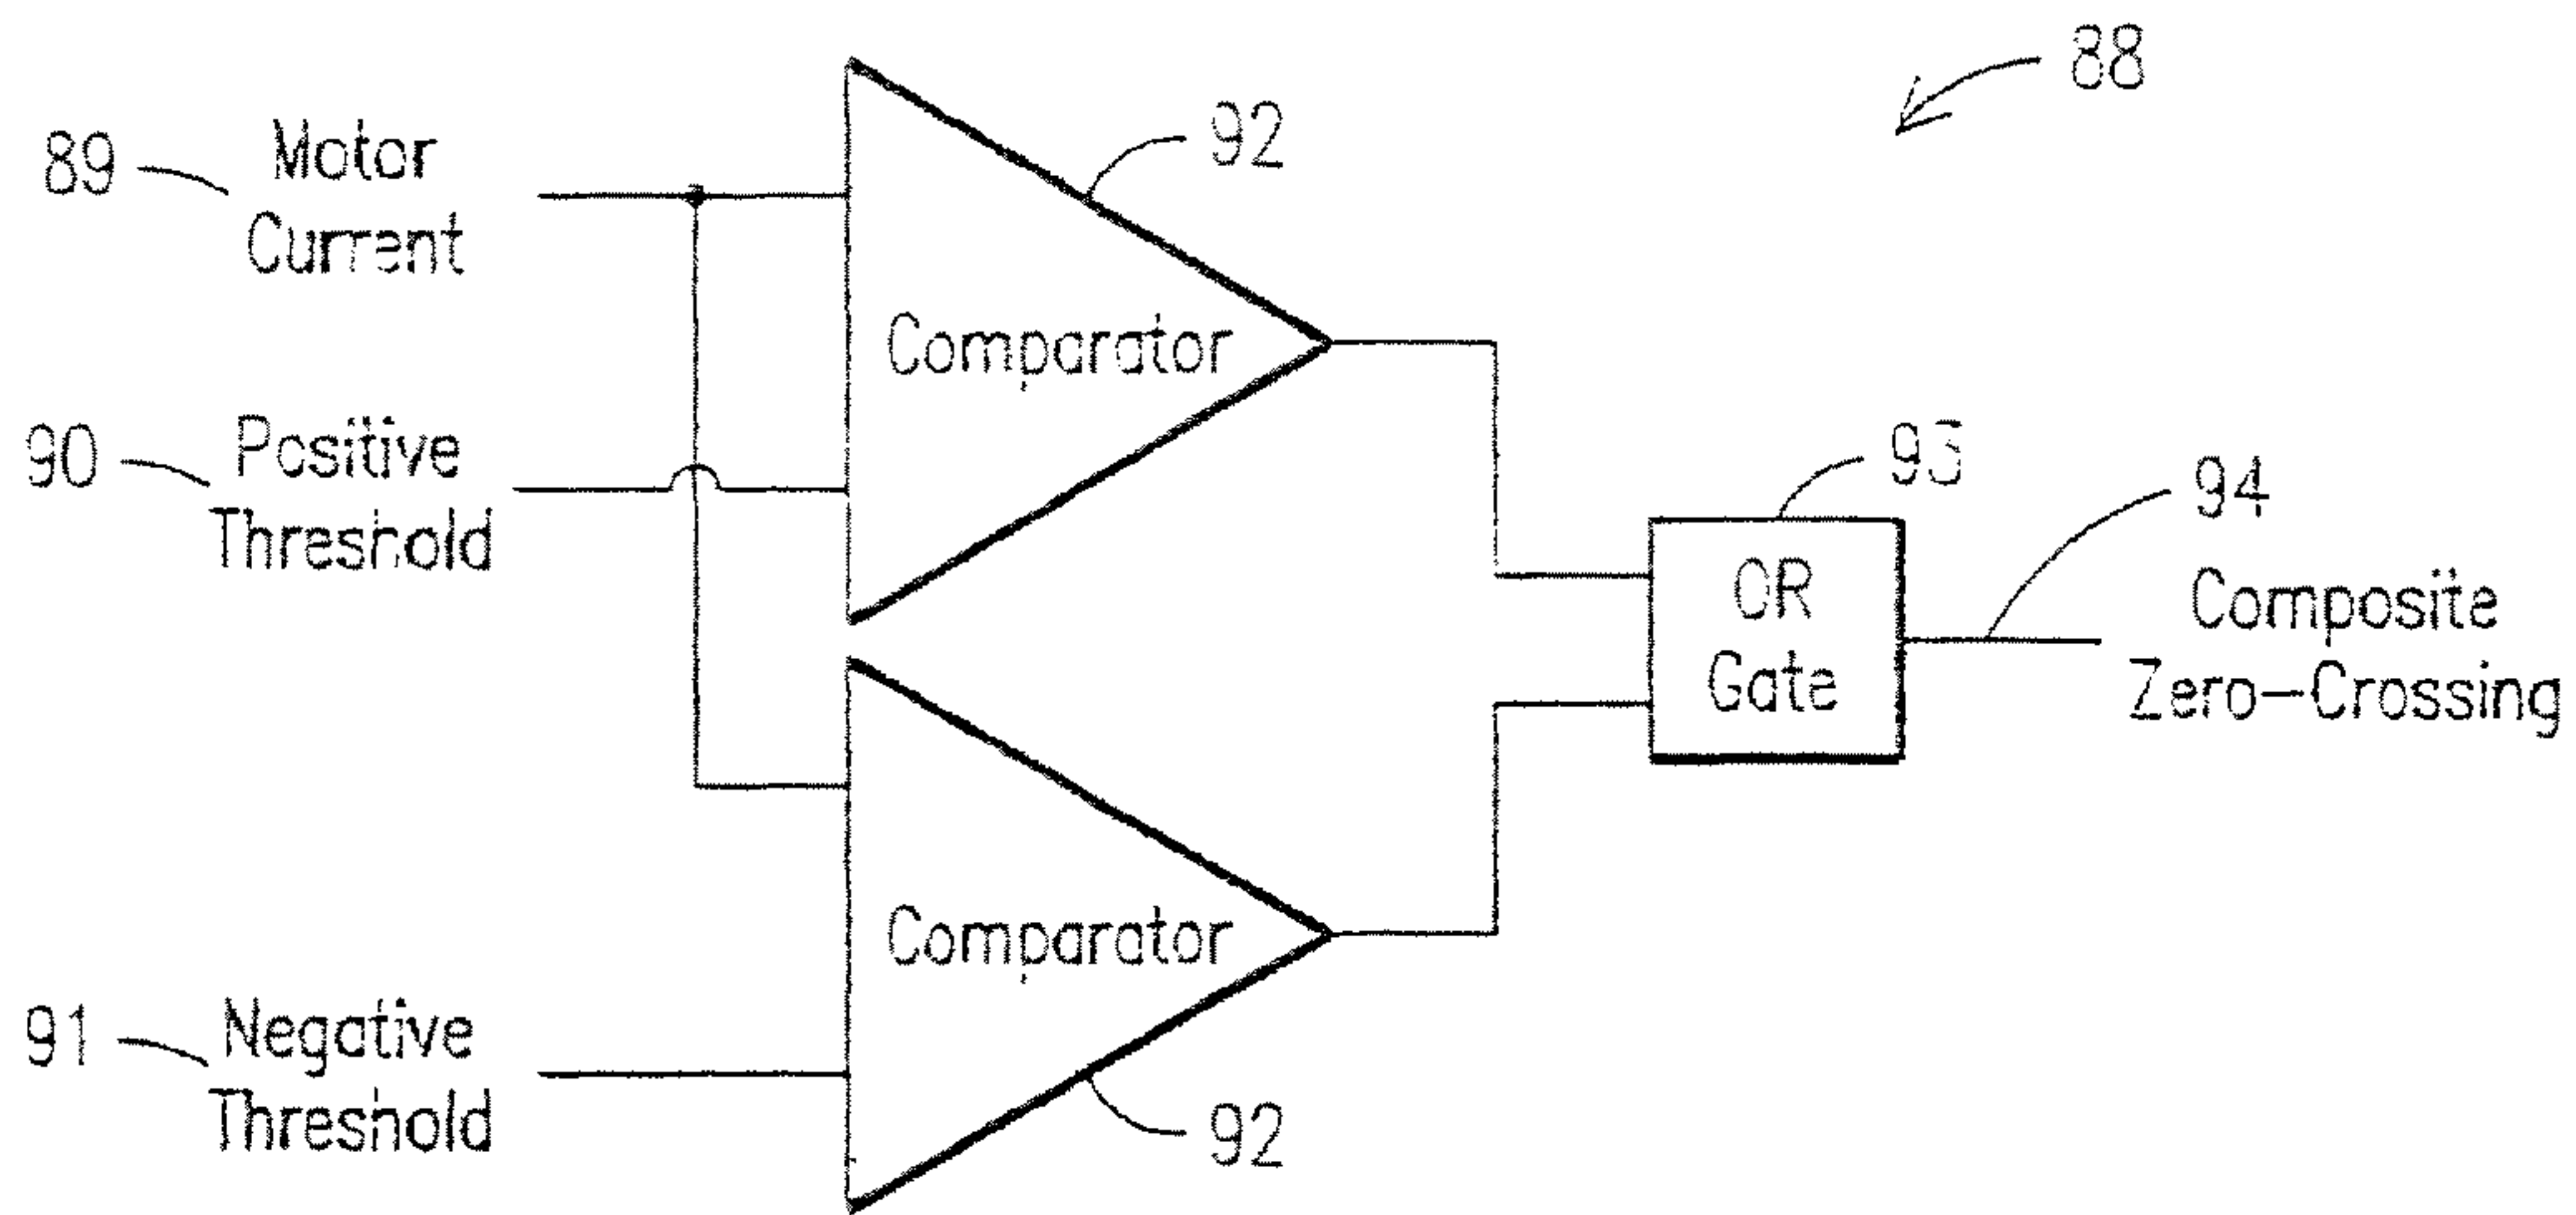 88
92
89 Motor
Current
Comparator
90 Positive
Threshold
93
94
OR
Gate
Composite
Zero-Crossing
Comparator
91 Negative
Threshold
92